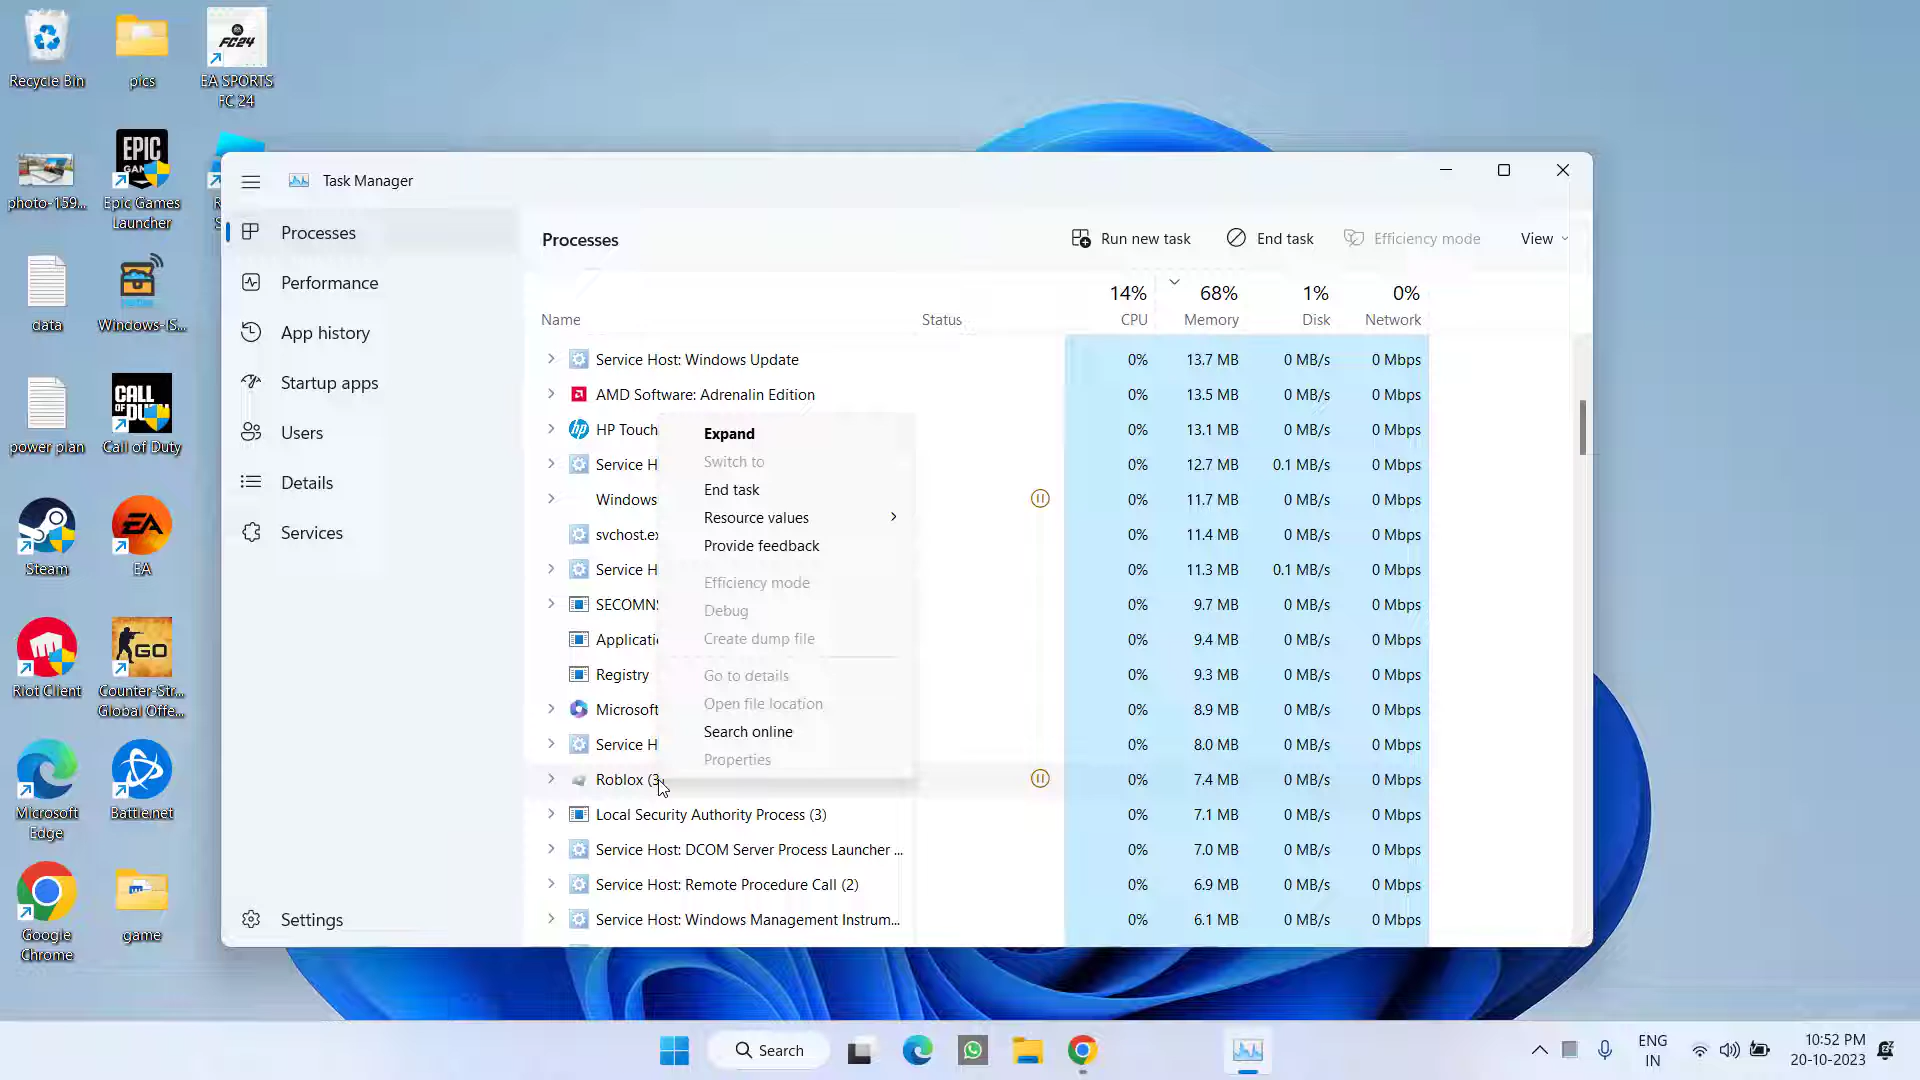 Recycle Bin
pics
FC24
EA SPORTS
FC 24
photo-159...
EPIC
Epic Games
Launcher
data
Windows-IS...
power plan
CALL OF DUTY
Call of Duty
Steam
EA
EA
Riot Client
GO
Counter-Str...
Global Offe...
Microsoft
Edge
Battle.net
Google
Chrome
game
Task Manager
Processes
Performance
App history
Startup apps
Users
Details
Services
Settings
Processes
Run new task
End task
Efficiency mode
View
14% 68% 1% 0%
Name Status CPU Memory Disk Network
Service Host: Windows Update 0% 13.7 MB 0 MB/s 0 Mbps
AMD Software: Adrenalin Edition 0% 13.5 MB 0 MB/s 0 Mbps
hp HP Touch 0% 13.1 MB 0 MB/s 0 Mbps
Service H 0% 12.7 MB 0.1 MB/s 0 Mbps
Windows 0% 11.7 MB 0 MB/s 0 Mbps
svchost.ex 0% 11.4 MB 0 MB/s 0 Mbps
Service H 0% 11.3 MB 0.1 MB/s 0 Mbps
SECOMN 0% 9.7 MB 0 MB/s 0 Mbps
Applicati 0% 9.4 MB 0 MB/s 0 Mbps
Registry 0% 9.3 MB 0 MB/s 0 Mbps
Microsoft 0% 8.9 MB 0 MB/s 0 Mbps
Service H 0% 8.0 MB 0 MB/s 0 Mbps
Roblox (3) 0% 7.4 MB 0 MB/s 0 Mbps
Local Security Authority Process (3) 0% 7.1 MB 0 MB/s 0 Mbps
Service Host: DCOM Server Process Launcher ... 0% 7.0 MB 0 MB/s 0 Mbps
Service Host: Remote Procedure Call (2) 0% 6.9 MB 0 MB/s 0 Mbps
Service Host: Windows Management Instrum... 0% 6.1 MB 0 MB/s 0 Mbps
Expand
Switch to
End task
Resource values
Provide feedback
Efficiency mode
Debug
Create dump file
Go to details
Open file location
Search online
Properties
Search
ENG
IN
10:52 PM
20-10-2023